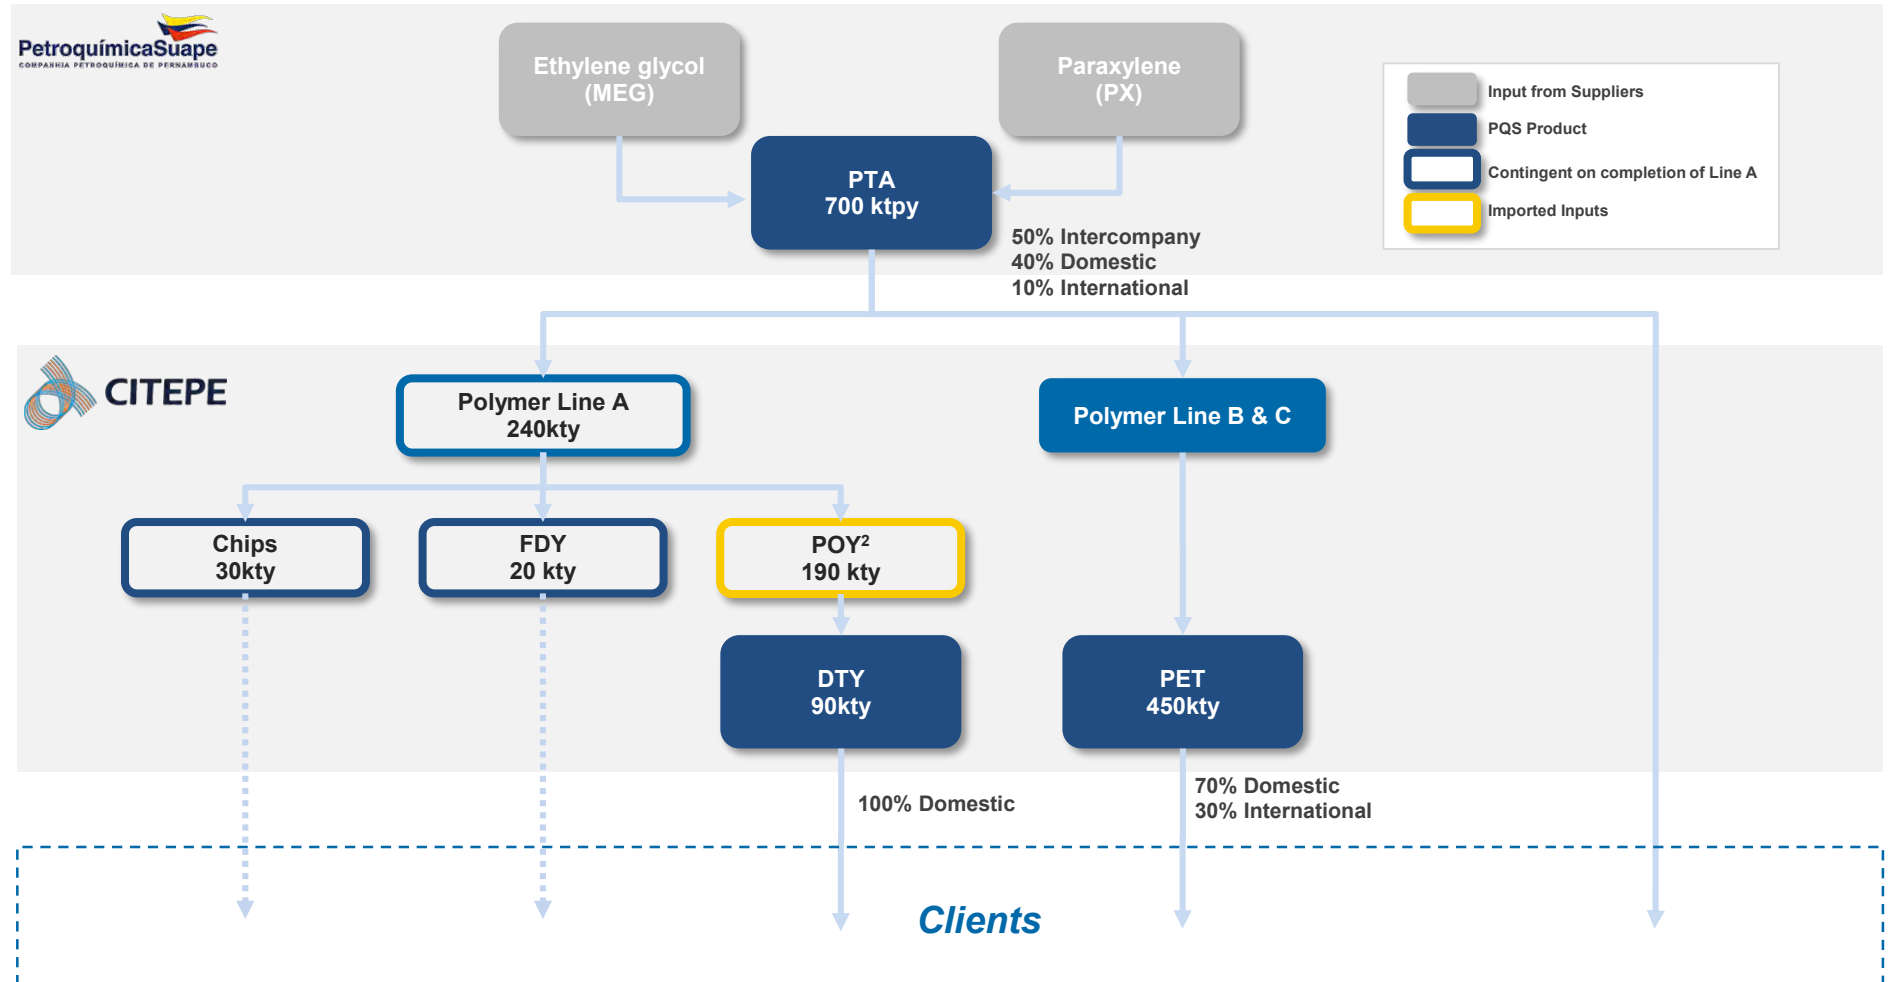 PetroquímicaSuape
COMPANHIA PETROQUÍMICA DE PERNAMBUCO
Ethylene glycol
(MEG)
Paraxylene
(PX)
Input from Suppliers
PQS Product
Contingent on completion of Line A
Imported Inputs
PTA
700 ktpy
50% Intercompany
40% Domestic
10% International
CITEPE
Polymer Line A
240kty
Polymer Line B & C
Chips
30kty
FDY
20 kty
POY²
190 kty
DTY
90kty
PET
450kty
100% Domestic
70% Domestic
30% International
Clients